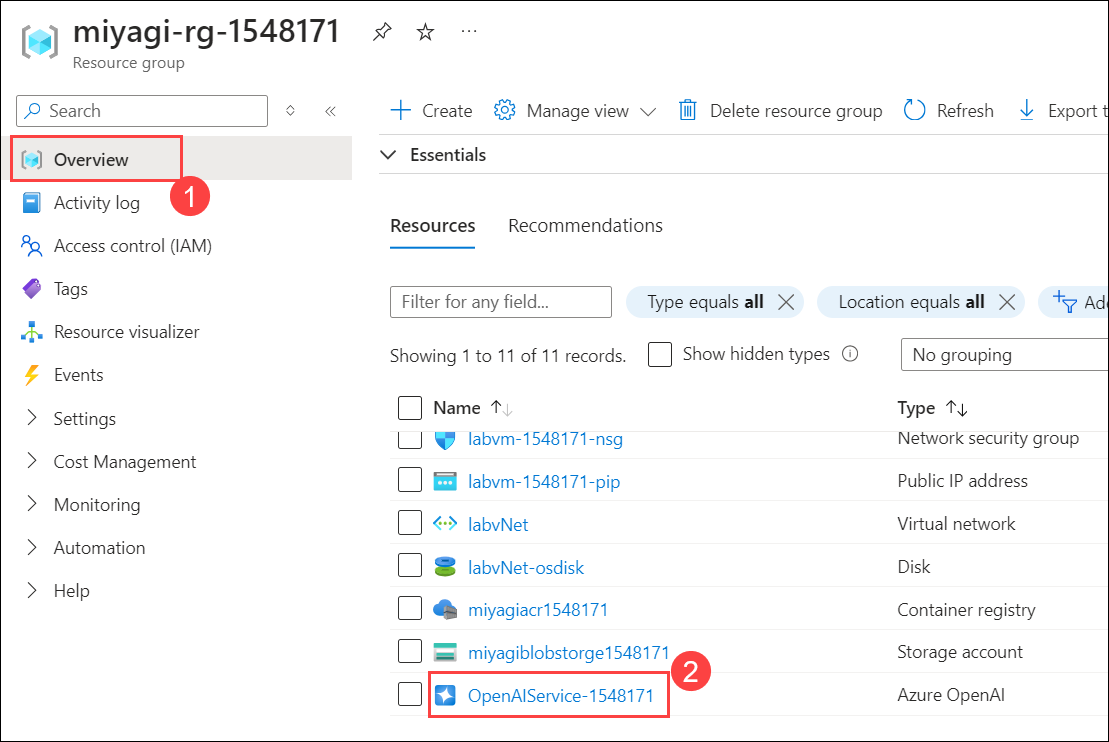 miyagi-rg-1548171
Resource group
Search
Overview
1
Activity log
Access control (IAM)
Tags
Resource visualizer
Events
Settings
Cost Management
Monitoring
Automation
Help
Create Manage view Delete resource group Refresh Export t
Essentials
Resources Recommendations
Filter for any field... Type equals all Location equals all Add
Showing 1 to 11 of 11 records. Show hidden types No grouping
Name Type
labvm-1548171-nsg Network security group
labvm-1548171-pip Public IP address
labvNet Virtual network
labvNet-osdisk Disk
miyagiacr1548171 Container registry
miyagiblobstorge1548171 Storage account
2
OpenAIService-1548171 Azure OpenAI